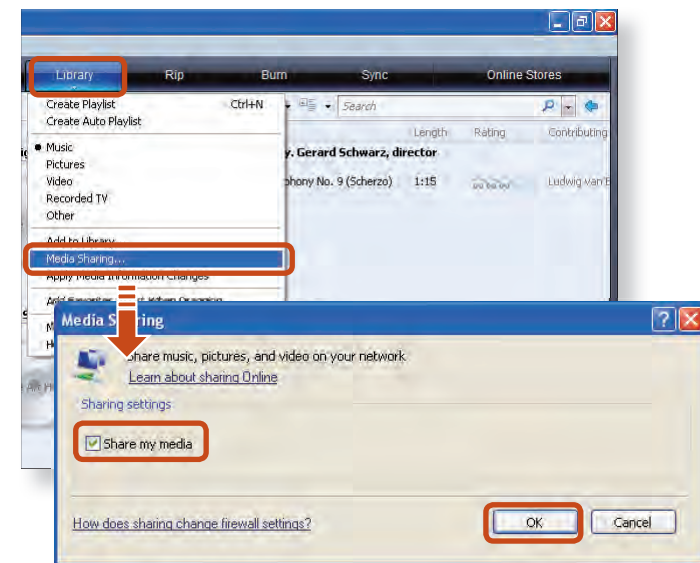 Library Rip Burn Sync Online Stores
Create Playlist Ctrl+N
Search
Create Auto Playlist
Length Rating Contributing
Music
y. Gerard Schwarz, director
Pictures
Video
phony No. 9 (Scherzo) 1:15 Ludwig van B
Recorded TV
Other
Add to Library...
Media Sharing...
Apply Media Information Changes
Media Sharing
Share music, pictures, and video on your network
Learn about sharing Online
Sharing settings
Share my media
How does sharing change firewall settings?
OK Cancel